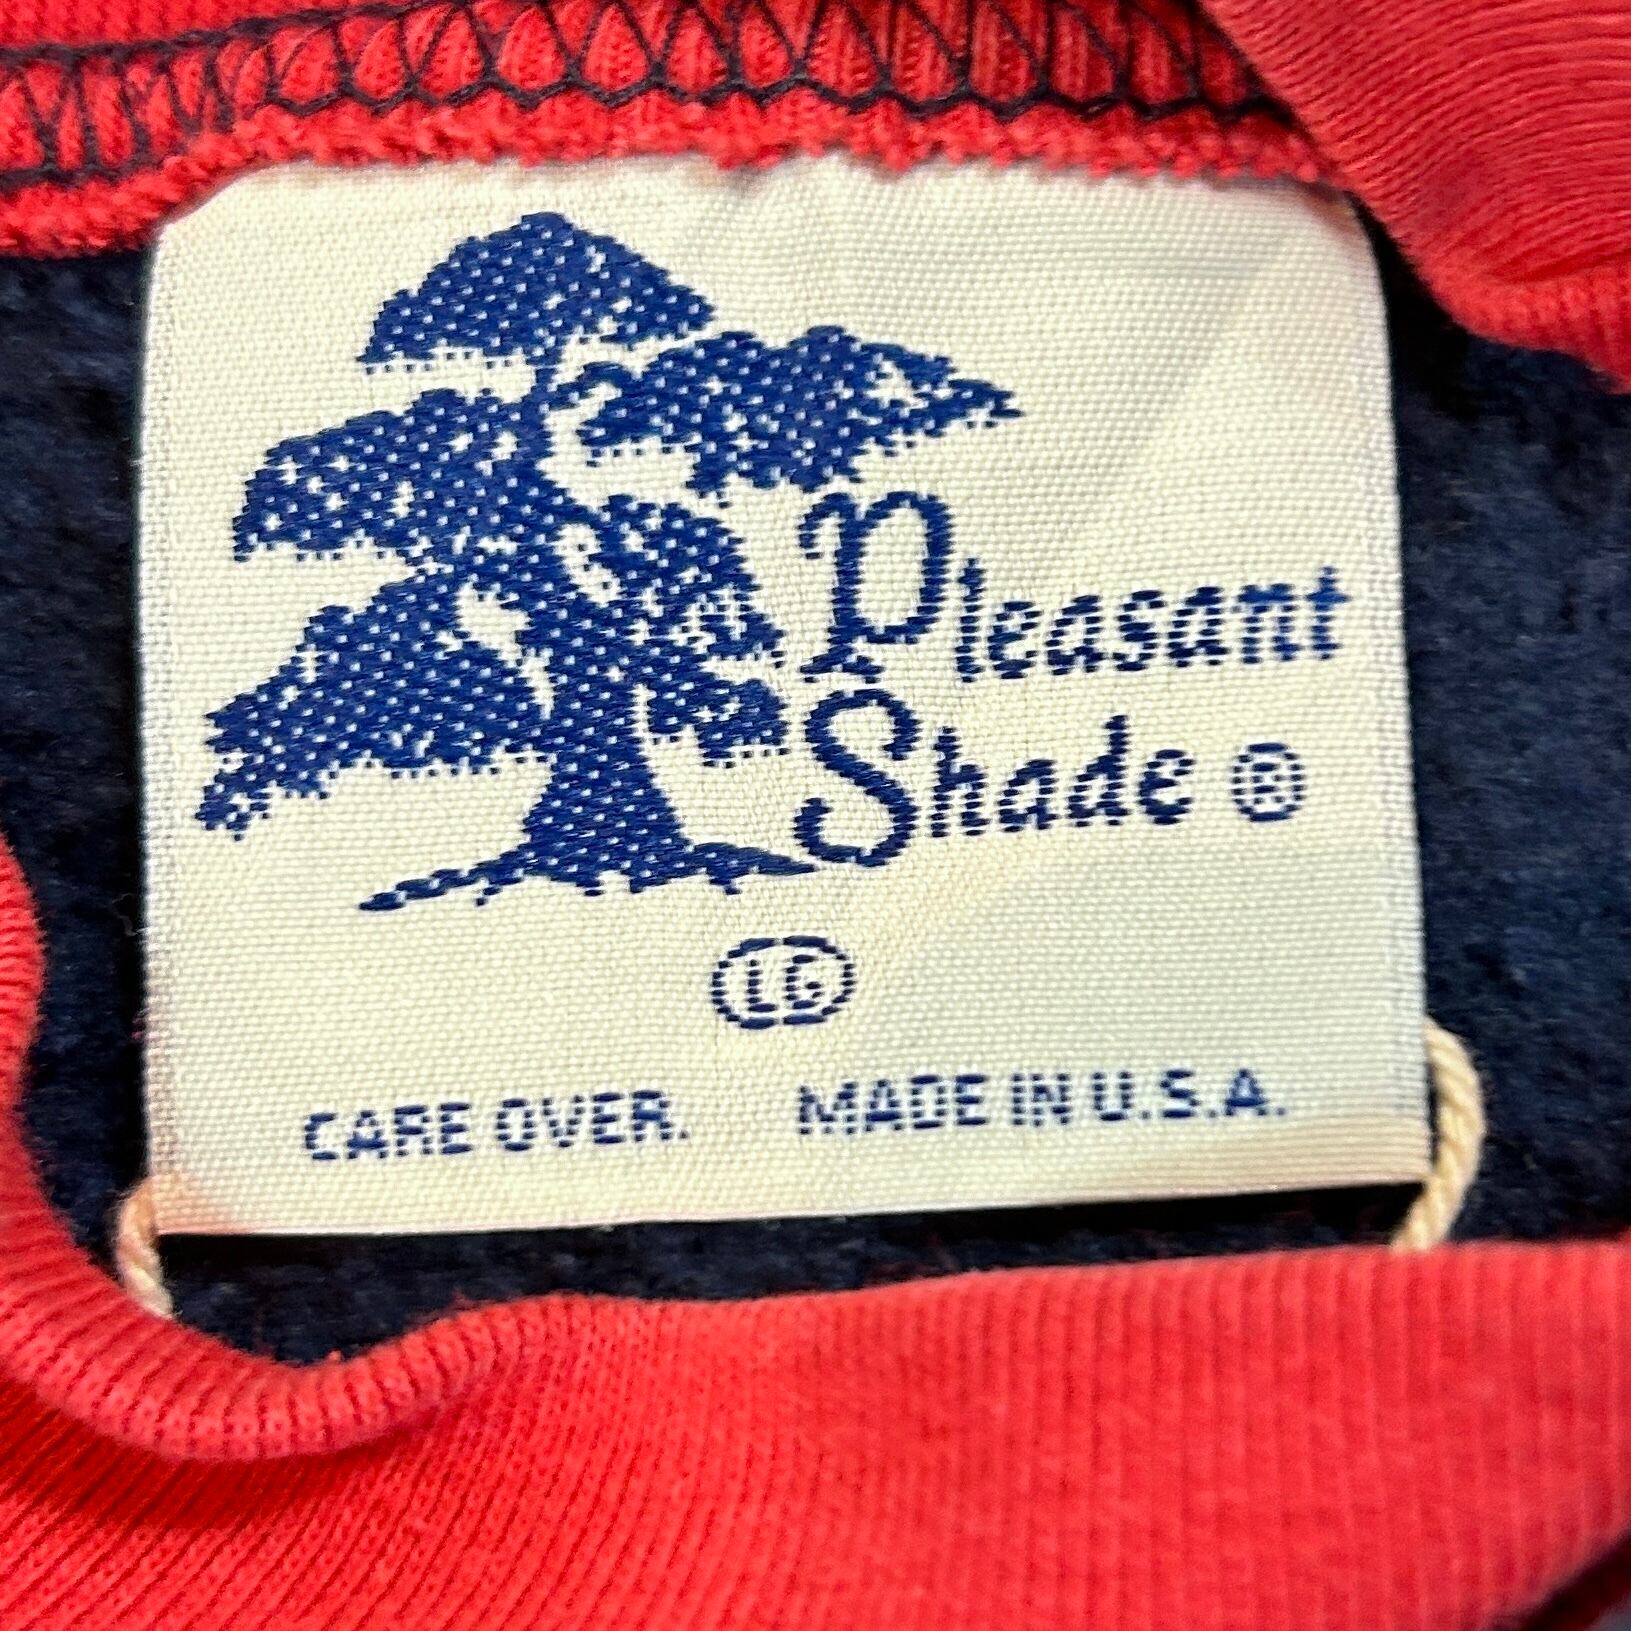 Pleasant
Shade ®
LG
CARE OVER. MADE IN U.S.A.